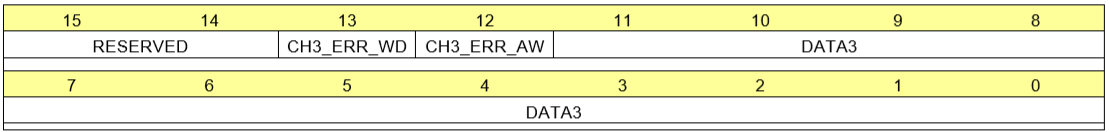 15 14 13 12 11 10 9 8
RESERVED CH3_ERR_WD CH3_ERR_AW DATA3
7 6 5 4 3 2 1 0
DATA3